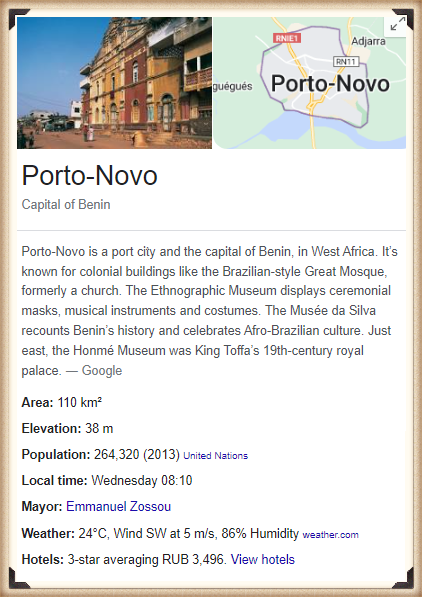 RNIE1
Adjarra
RN11
guégués
Porto-Novo
Porto-Novo
Capital of Benin
Porto-Novo is a port city and the capital of Benin, in West Africa. It's
known for colonial buildings like the Brazilian-style Great Mosque,
formerly a church. The Ethnographic Museum displays ceremonial
masks, musical instruments and costumes. The Musée da Silva
recounts Benin's history and celebrates Afro-Brazilian culture. Just
east, the Honmé Museum was King Toffa's 19th-century royal
palace. — Google
Area: 110 km²
Elevation: 38 m
Population: 264,320 (2013) United Nations
Local time: Wednesday 08:10
Mayor: Emmanuel Zossou
Weather: 24°C, Wind SW at 5 m/s, 86% Humidity weather.com
Hotels: 3-star averaging RUB 3,496. View hotels